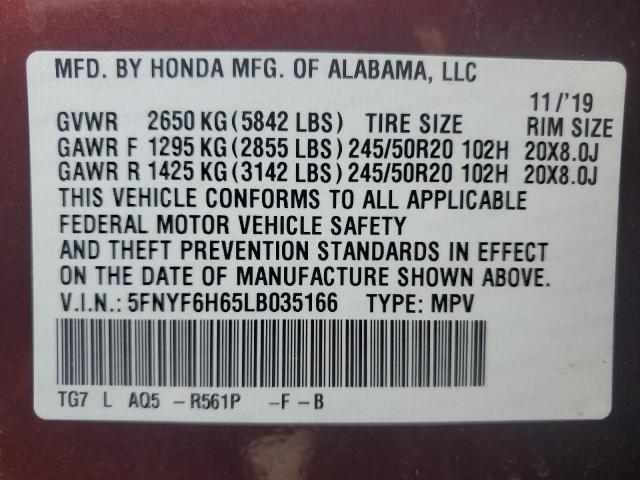 MFD. BY HONDA MFG. OF ALABAMA, LLC
11/'19
GVWR 2650 KG (5842 LBS) TIRE SIZE RIM SIZE
GAWR F 1295 KG (2855 LBS) 245/50R20 102H 20X8.0J
GAWR R 1425 KG (3142 LBS) 245/50R20 102H 20X8.0J
THIS VEHICLE CONFORMS TO ALL APPLICABLE
FEDERAL MOTOR VEHICLE SAFETY
AND THEFT PREVENTION STANDARDS IN EFFECT
ON THE DATE OF MANUFACTURE SHOWN ABOVE.
V.I.N.: 5FNYF6H65LB035166 TYPE: MPV
TG7 L AQ5 -R561P -F -B